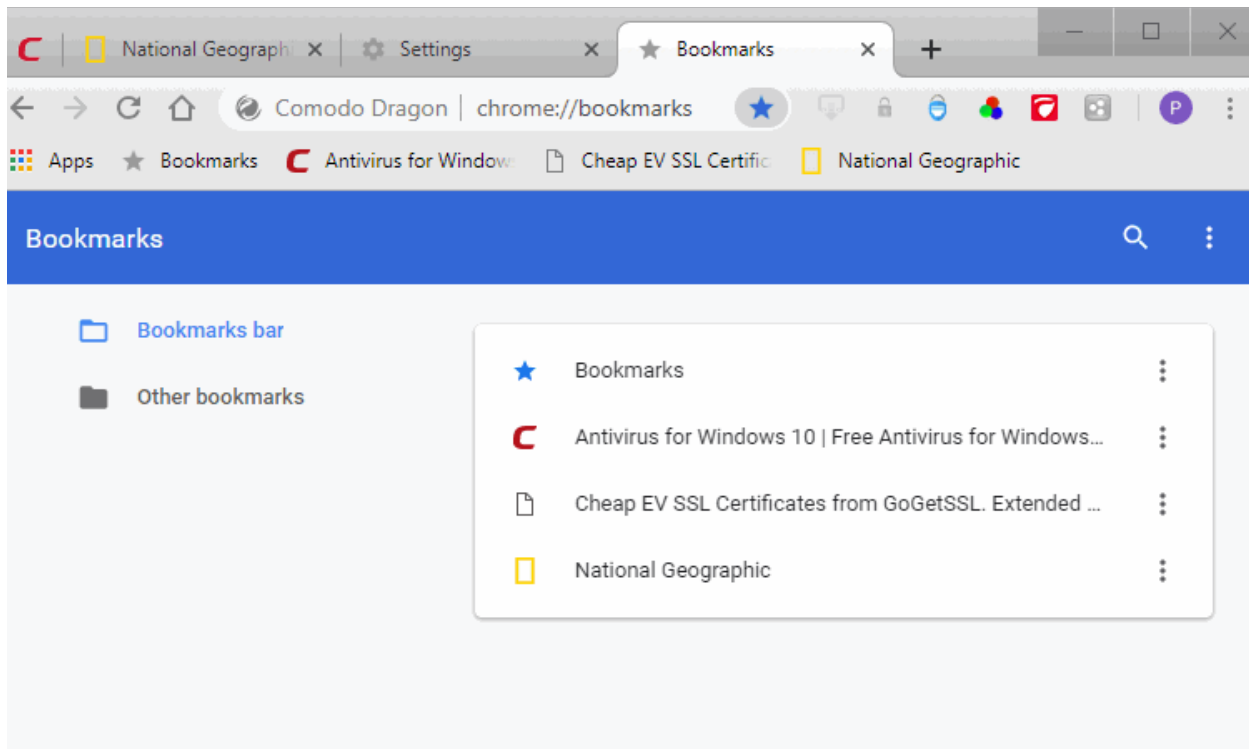 National Geograph Settings Bookmarks
Comodo Dragon chrome://bookmarks P
Apps Bookmarks Antivirus for Window Cheap EV SSL Certific National Geographic
Bookmarks
Bookmarks bar
Other bookmarks
Bookmarks
Antivirus for Windows 10 | Free Antivirus for Windows...
Cheap EV SSL Certificates from GoGetSSL. Extended ...
National Geographic